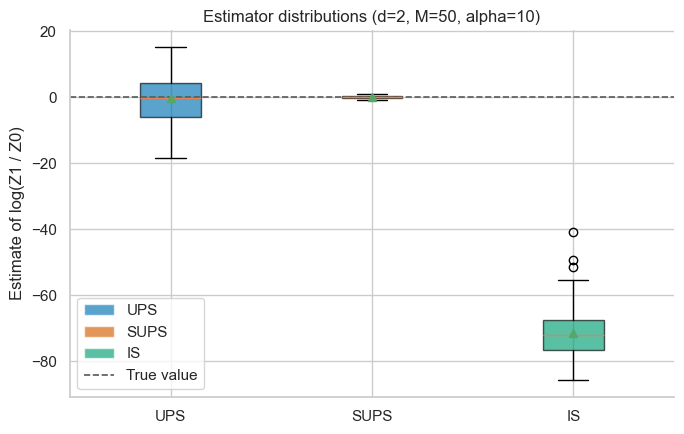 Estimator distributions (d=2, M=50, alpha=10)
Estimate of log(Z1 / Z0)
20
0
−20
−40
−60
−80
UPS
SUPS
IS
True value
UPS
SUPS
IS